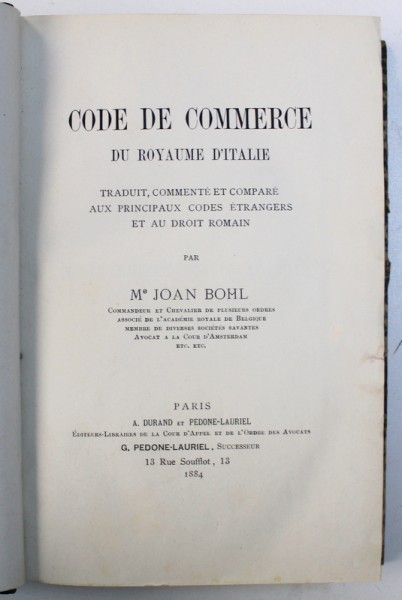 CODE DE COMMERCE
DU ROYAUME D'ITALIE
TRADUIT, COMMENTÉ ET COMPARÉ
AUX PRINCIPAUX CODES ÉTRANGERS
ET AU DROIT ROMAIN
PAR
Me JOAN BOHL
COMMANDEUR ET CHEVALIER DE PLUSIEURS ORDRES
ASSOCIÉ DE L'ACADÉMIE ROYALE DE BELGIQUE
MEMBRE DE DIVERSES SOCIÉTÉS SAVANTES
AVOCAT A LA COUR D'AMSTERDAM
ETC. ETC.
PARIS
A. DURAND ET PEDONE-LAURIEL
ÉDITEURS-LIBRAIRES DE LA COUR D'APPEL ET DE L'ORDRE DES AVOCATS
G. PEDONE-LAURIEL, SUCCESSEUR
13 Rue Soufflot, 13
1884